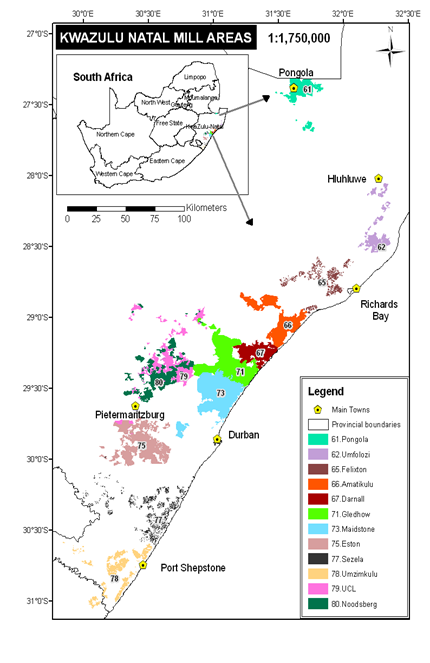 30°0'E 30°30'E 31°0'E 31°30'E 32°0'E 32°30'E
KWAZULU NATAL MILL AREAS 1:1,750,000
N
27°0'S
27°30'S
28°0'S
28°30'S
29°0'S
29°30'S
30°0'S
30°30'S
31°0'S
South Africa
Limpopo
North West
Mpumalanga
Gauteng
Free State
KwaZulu-Natal
Northern Cape
Eastern Cape
Western Cape
Kilometers
0 25 50 75 100
Pongola
61
Hluhluwe
62
65
Richards
Bay
66
67
71
79
80
73
Pietermaritzburg
Durban
75
77
Port Shepstone
78
Legend
Main Towns
Provincial boundaries
61.Pongola
62.Umfolozi
65.Felixton
66.Amatikulu
67.Darnall
71.Gledhow
73.Maidstone
75.Eston
77.Sezela
78.Umzimkulu
79.UCL
80.Noodsberg